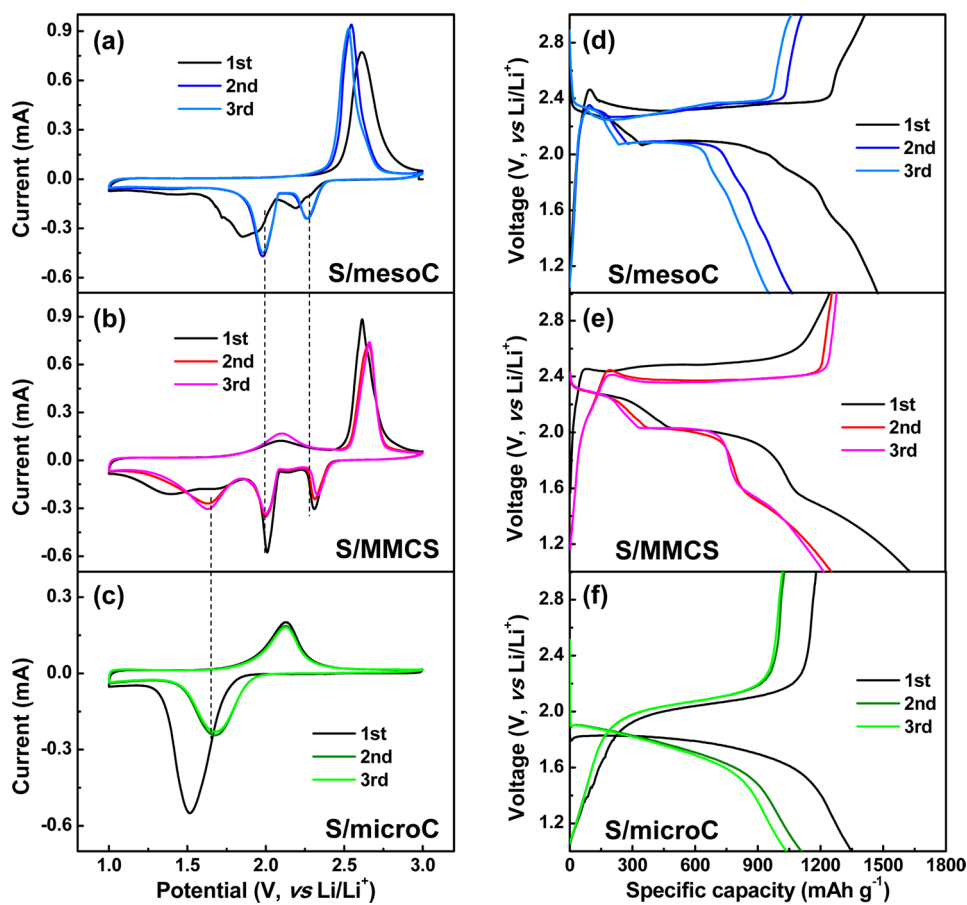 (a)
1st
2nd
3rd
S/mesoC
Current (mA)
0.9
0.6
0.3
0.0
-0.3
-0.6
(b)
1st
2nd
3rd
S/MMCS
Current (mA)
0.9
0.6
0.3
0.0
-0.3
-0.6
(c)
1st
2nd
3rd
S/microC
Current (mA)
0.3
0.0
-0.3
-0.6
1.0 1.5 2.0 2.5 3.0
Potential (V, vs Li/Li⁺)
(d)
1st
2nd
3rd
S/mesoC
Voltage (V, vs Li/Li⁺)
2.8
2.4
2.0
1.6
1.2
(e)
1st
2nd
3rd
S/MMCS
Voltage (V, vs Li/Li⁺)
2.8
2.4
2.0
1.6
1.2
(f)
1st
2nd
3rd
S/microC
Voltage (V, vs Li/Li⁺)
2.8
2.4
2.0
1.6
1.2
0 300 600 900 1200 1500 1800
Specific capacity (mAh g⁻¹)